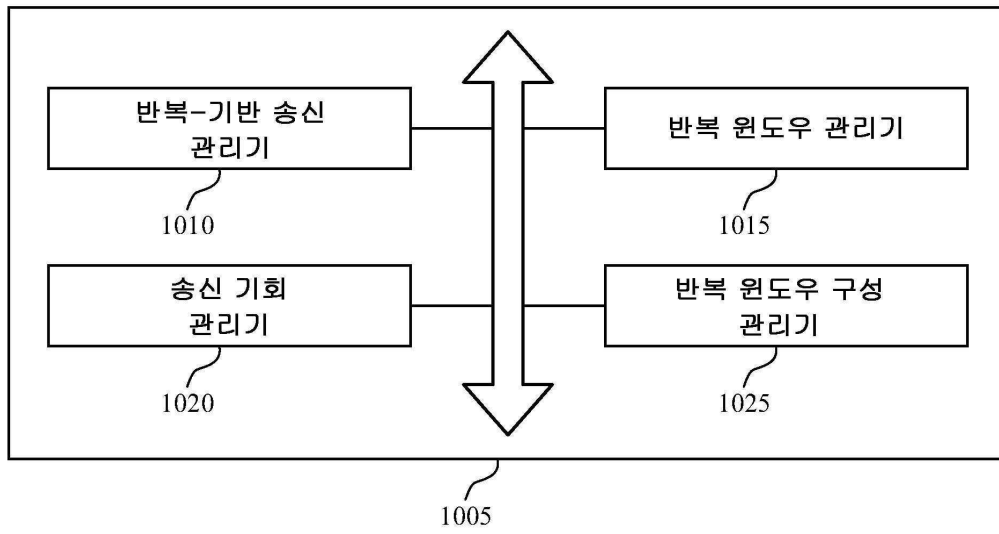 반복-기반 송신
관리기
1010
반복 윈도우 관리기
1015
송신 기회
관리기
1020
반복 윈도우 구성
관리기
1025
1005